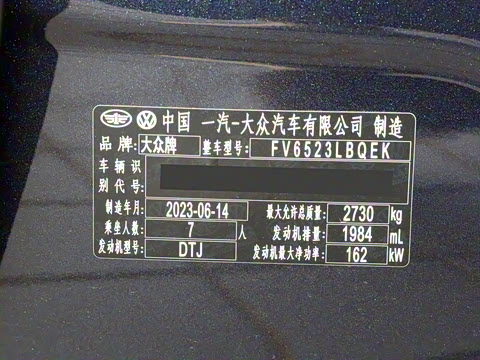 中国 一汽-大众汽车有限公司 制造
品牌: 大众牌 整车型号: FV6523LBQEK
车辆识
别代号:
制造年月: 2023-06-14 最大允许总质量: 2730 kg
乘坐人数: 7 人 发动机排量: 1984 mL
发动机型号: DTJ 发动机最大净功率: 162 kW